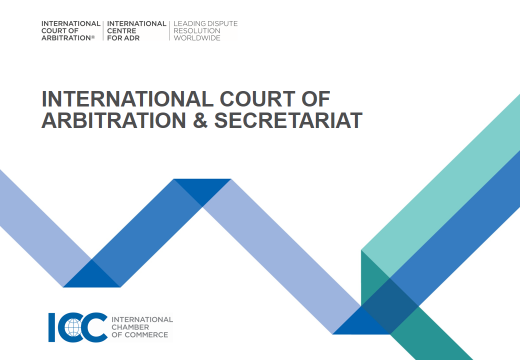 INTERNATIONAL COURT OF ARBITRATION®
INTERNATIONAL CENTRE FOR ADR
LEADING DISPUTE RESOLUTION WORLDWIDE
INTERNATIONAL COURT OF
ARBITRATION & SECRETARIAT
ICC
INTERNATIONAL
CHAMBER
OF COMMERCE